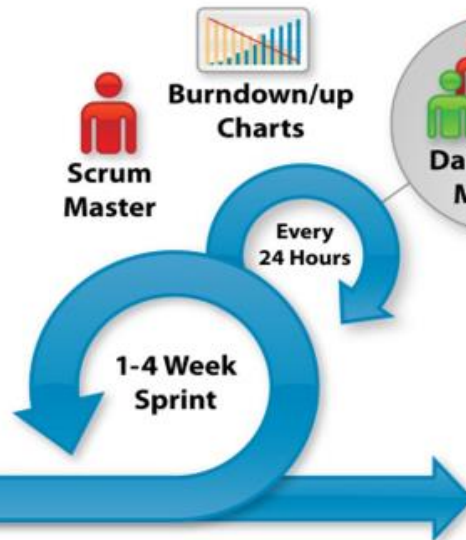 Burndown/up
Charts
Scrum
Master
Every
24 Hours
1-4 Week
Sprint